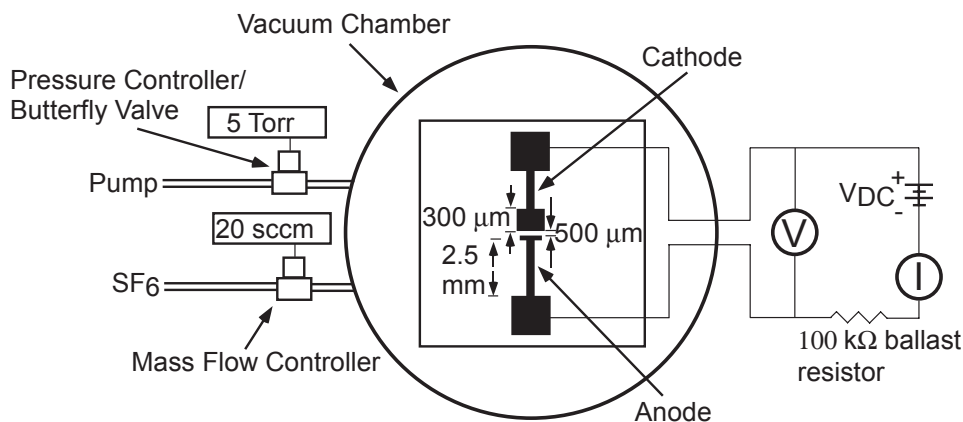 Vacuum Chamber
Pressure Controller/
Butterfly Valve
5 Torr
Pump
20 sccm
SF6
Mass Flow Controller
Cathode
300 μm
500 μm
2.5
mm
Anode
V
VDC
+
-
I
100 kΩ ballast
resistor